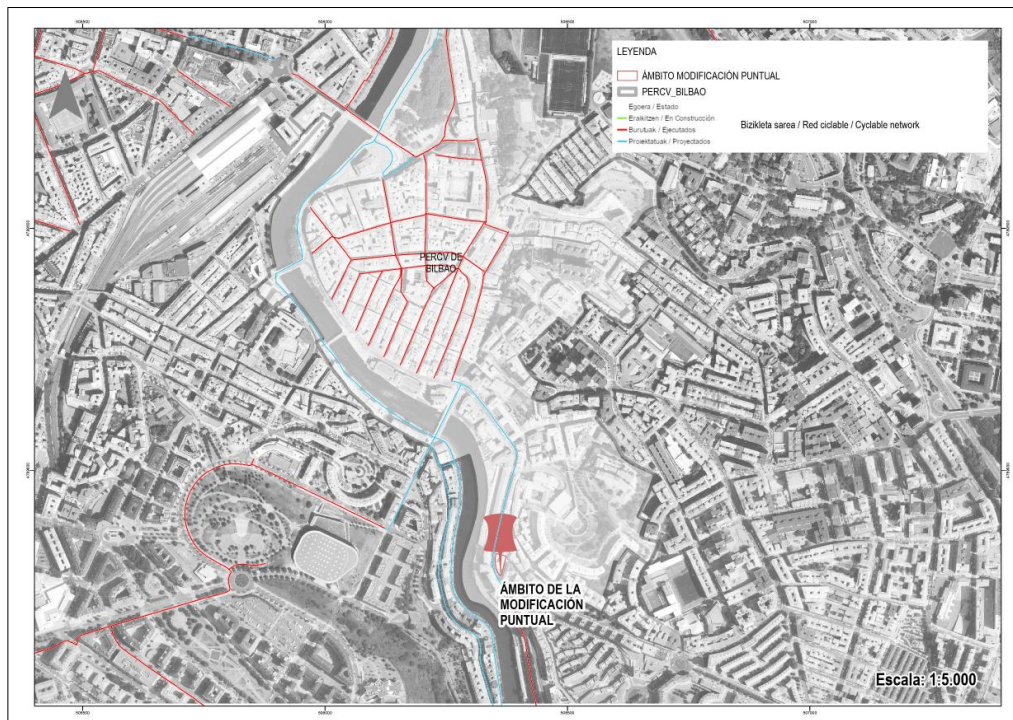 LEYENDA
ÁMBITO MODIFICACIÓN PUNTUAL
PERCV_BILBAO
Egoera / Estado
Eraikitzen / En Construcción
Burutuak / Ejecutados
Proiektatuak / Proyectados
Bizikleta sarea / Red ciclable / Cyclable network
PERCV DE
BILBAO
ÁMBITO DE LA
MODIFICACIÓN
PUNTUAL
Escala: 1:5.000